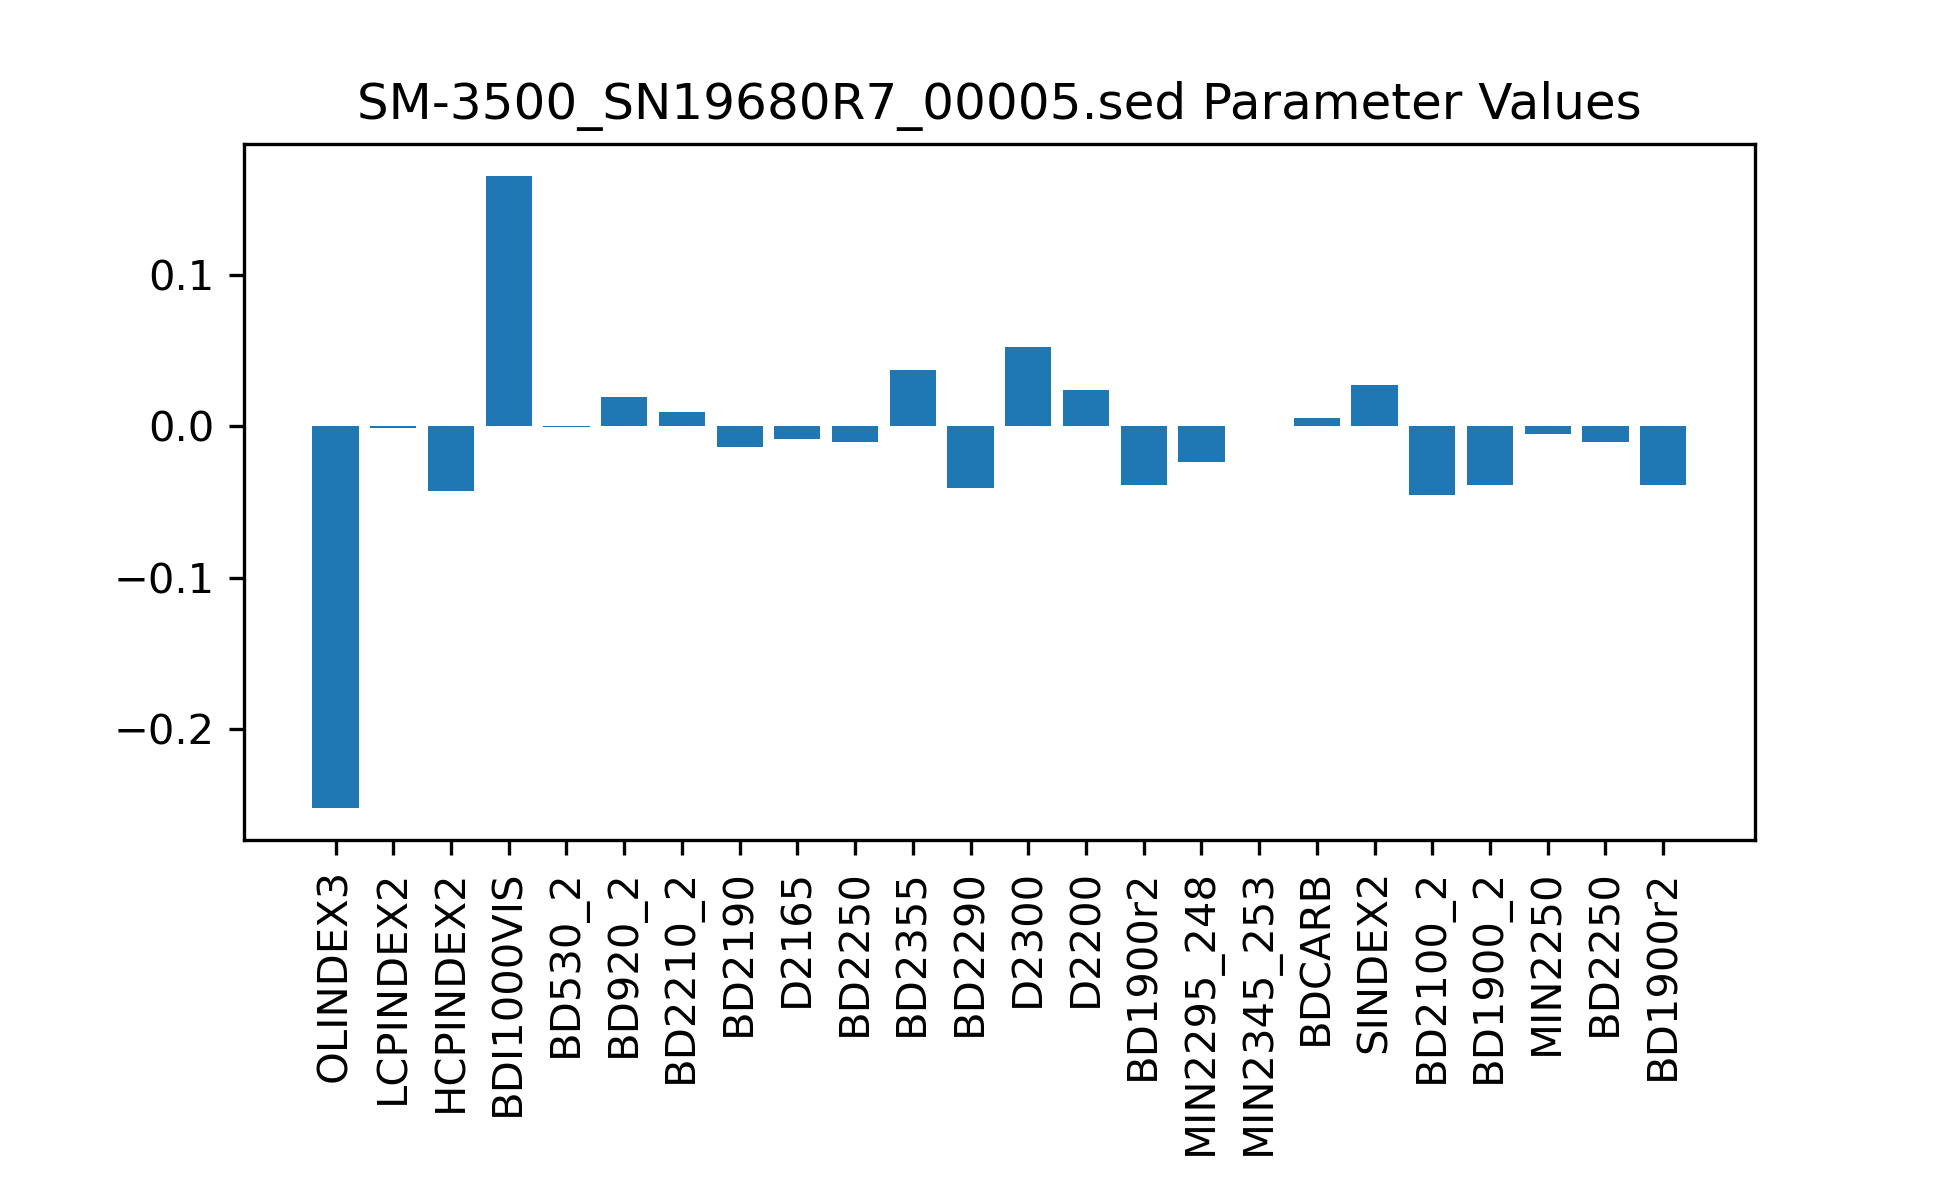 SM-3500_SN19680R7_00005.sed Parameter Values
0.1
0.0
−0.1
−0.2
OLINDEX3
LCPINDEX2
HCPINDEX2
BDI1000VIS
BD530_2
BD920_2
BD2210_2
BD2190
D2165
BD2250
BD2355
BD2290
D2300
D2200
BD1900r2
MIN2295_248
MIN2345_253
BDCARB
SINDEX2
BD2100_2
BD1900_2
MIN2250
BD2250
BD1900r2